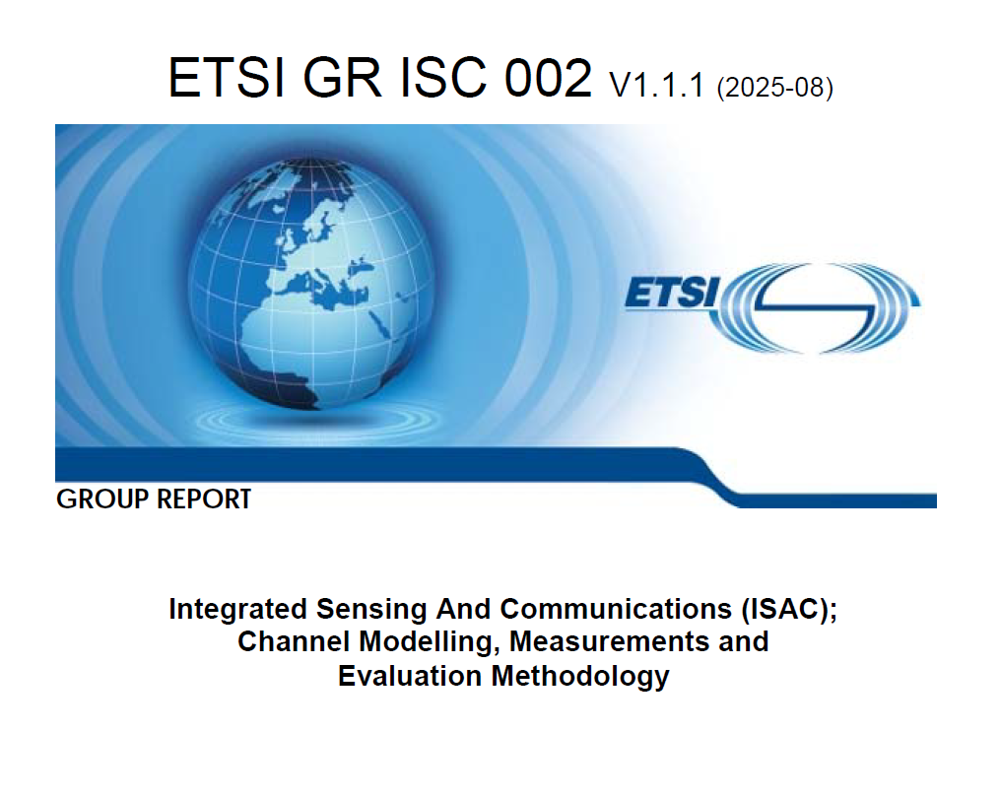 ETSI GR ISC 002 V1.1.1 (2025-08)
ETSI
GROUP REPORT
Integrated Sensing And Communications (ISAC);
Channel Modelling, Measurements and
Evaluation Methodology